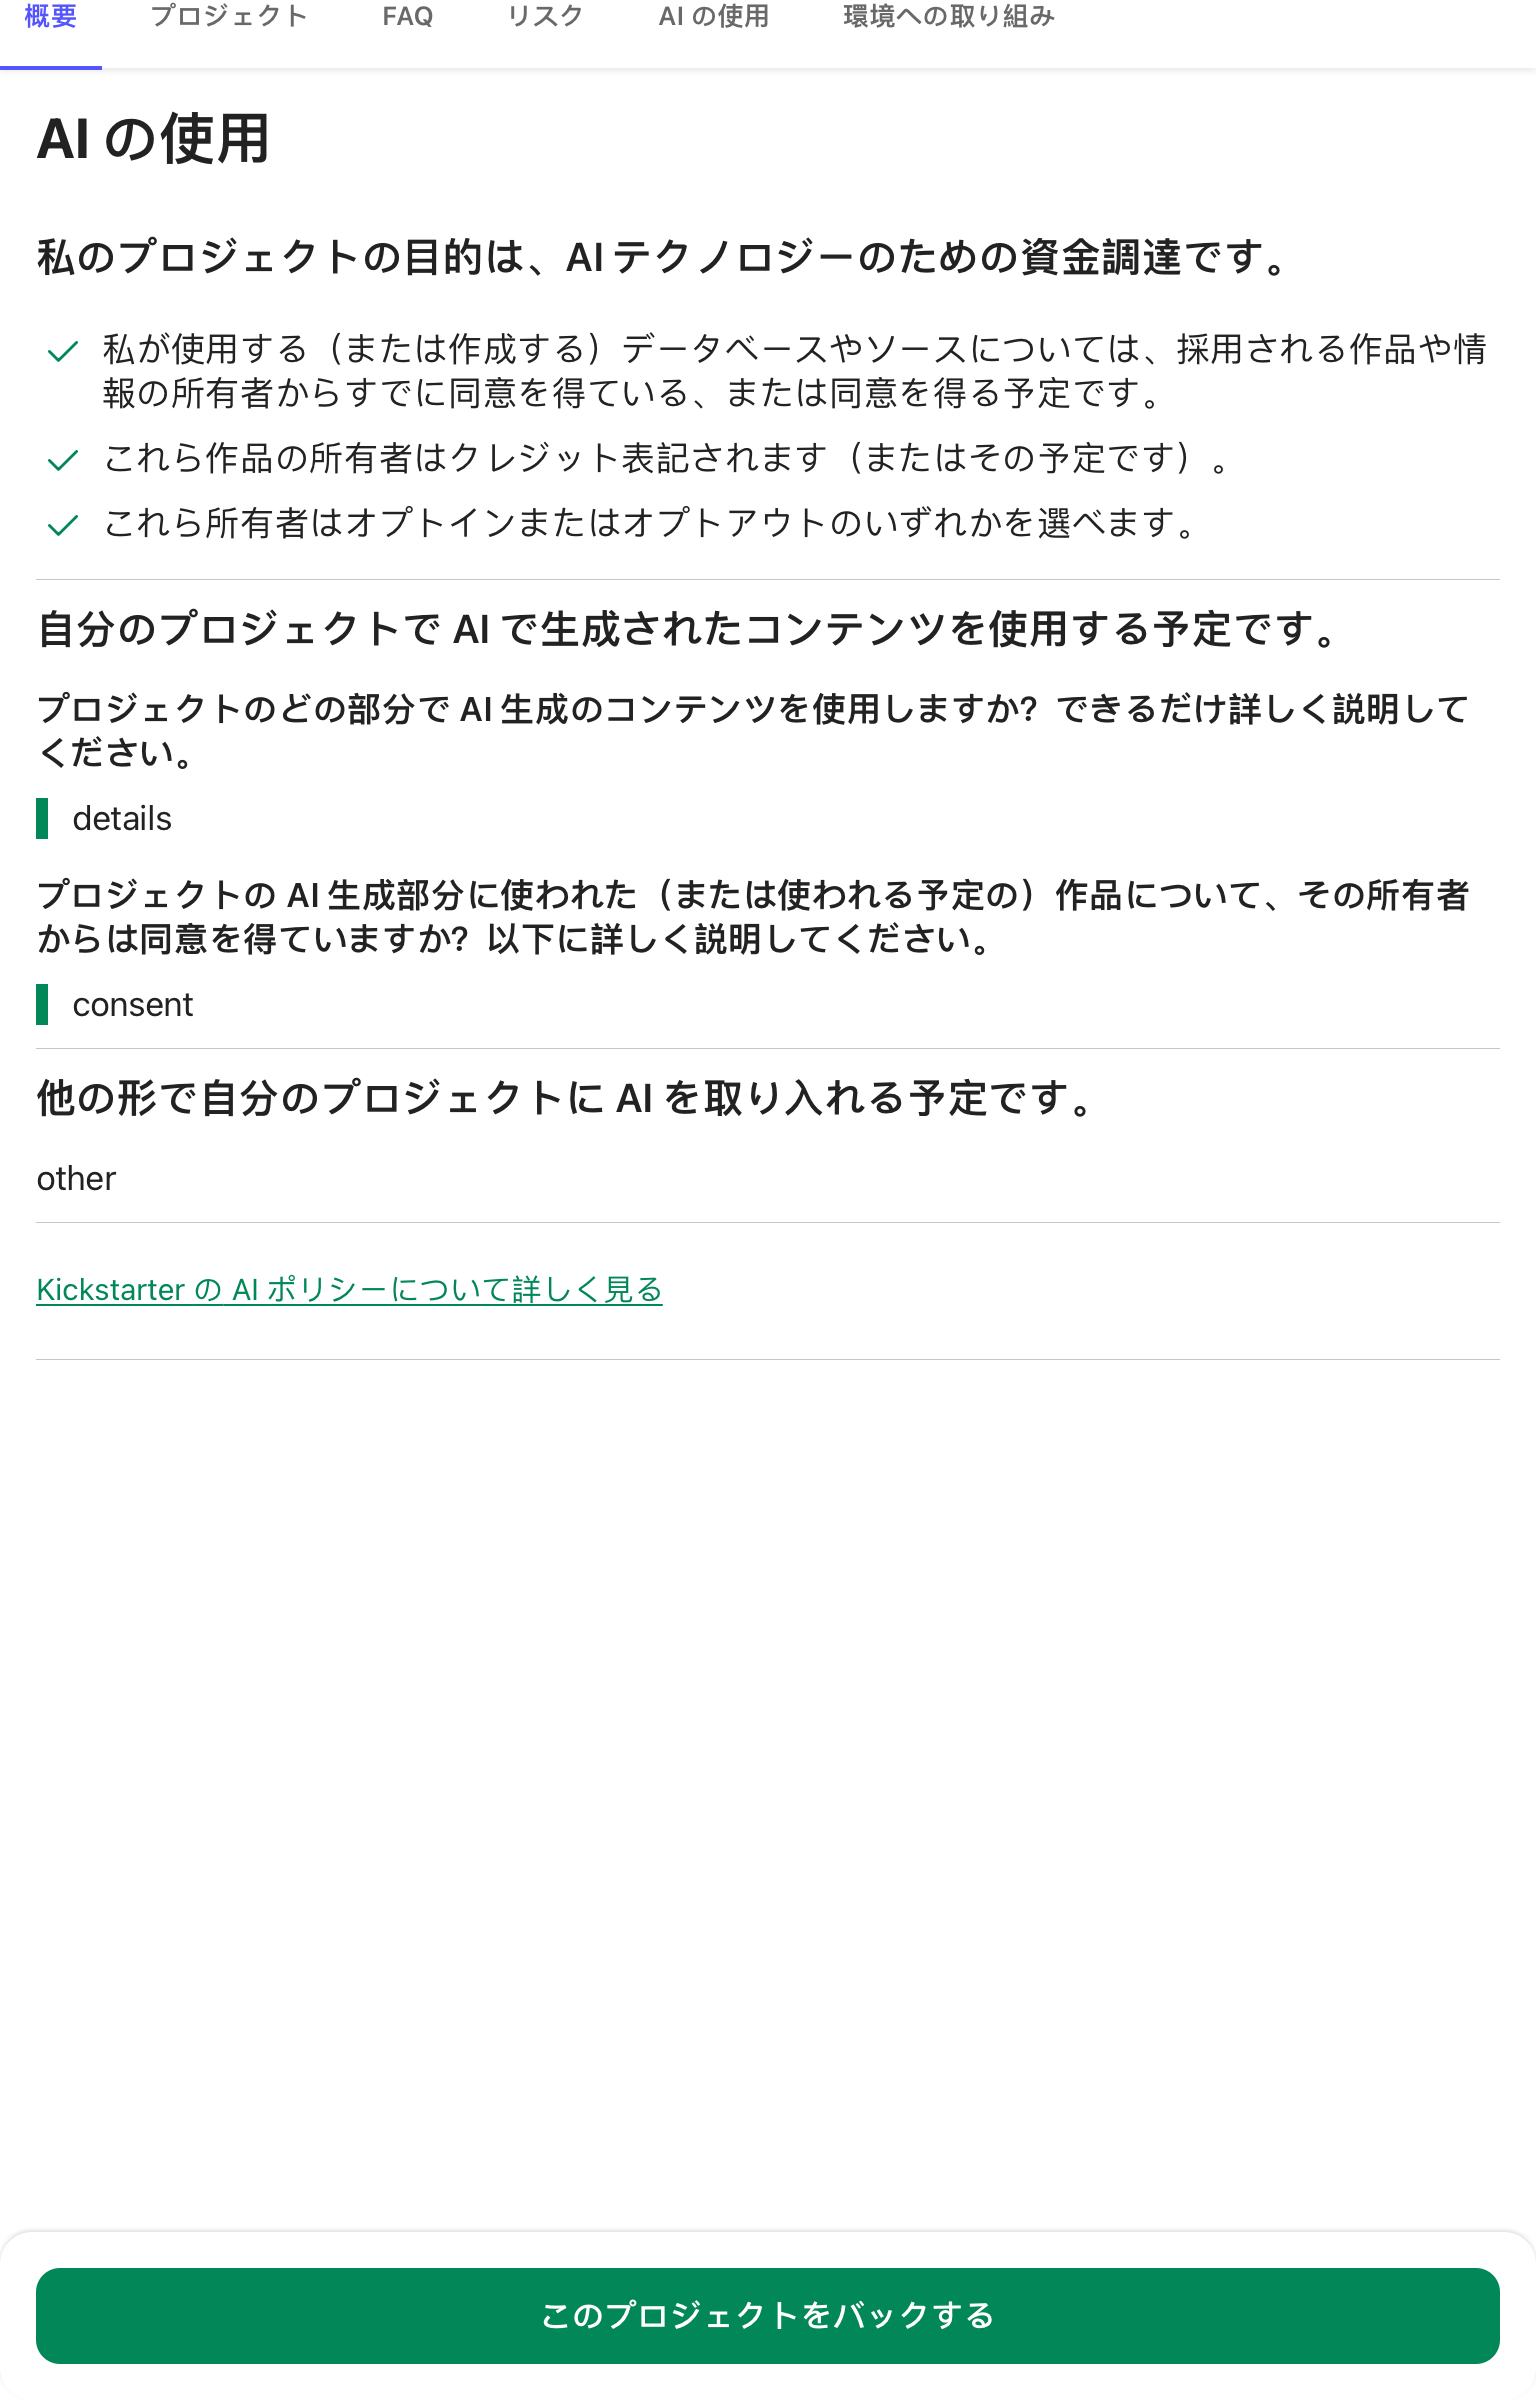 概要 プロジェクト FAQ リスク AI の使用 環境への取り組み
AI の使用
私のプロジェクトの目的は、AI テクノロジーのための資金調達です。
私が使用する（または作成する）データベースやソースについては、採用される作品や情
報の所有者からすでに同意を得ている、または同意を得る予定です。
これら作品の所有者はクレジット表記されます（またはその予定です）。
これら所有者はオプトインまたはオプトアウトのいずれかを選べます。
自分のプロジェクトで AI で生成されたコンテンツを使用する予定です。
プロジェクトのどの部分で AI 生成のコンテンツを使用しますか? できるだけ詳しく説明して
ください。
details
プロジェクトの AI 生成部分に使われた（または使われる予定の）作品について、その所有者
からは同意を得ていますか? 以下に詳しく説明してください。
consent
他の形で自分のプロジェクトに AI を取り入れる予定です。
other
Kickstarter の AI ポリシーについて詳しく見る
このプロジェクトをバックする